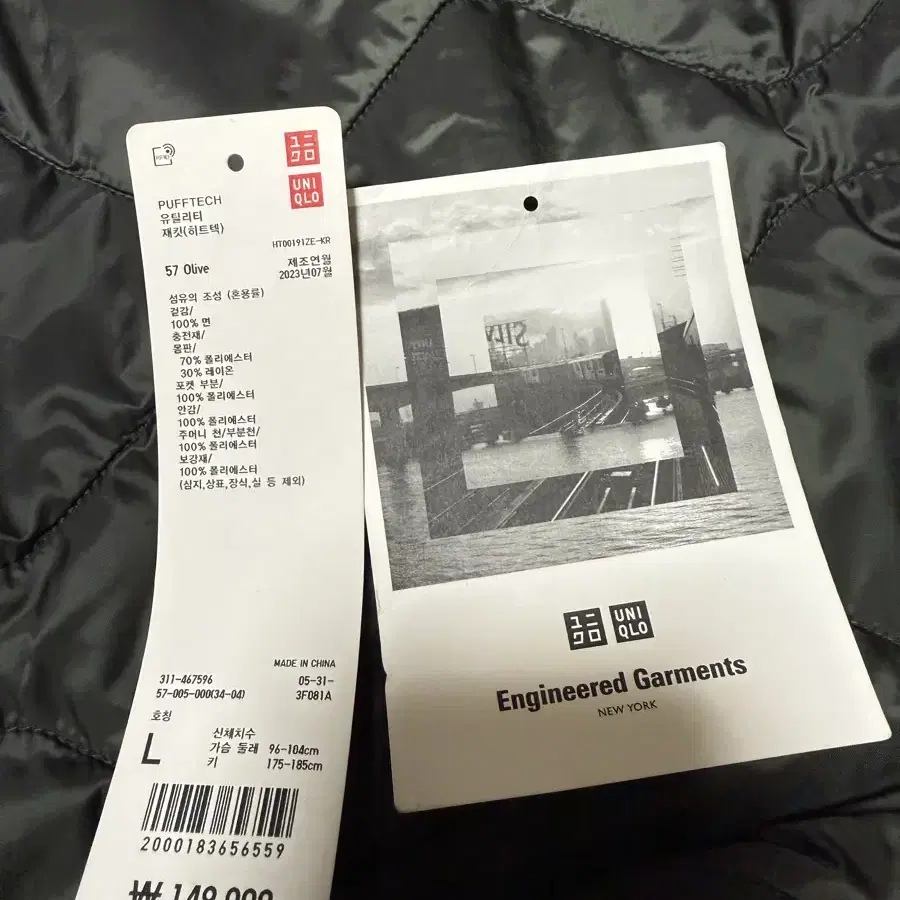 ユニ
クロ
UNI
QLO
PUFFTECH
유틸리티
재킷(히트텍)
HT00191ZE-KR
57 Olive
제조연월
2023년07월
섬유의 조성 (혼용률)
겉감/
100% 면
충전재/
몸판/
70% 폴리에스터
30% 레이온
포켓 부분/
100% 폴리에스터
안감/
100% 폴리에스터
주머니 천/부분천/
100% 폴리에스터
보강재/
100% 폴리에스터
(심지,상표,장식,실 등 제외)
MADE IN CHINA
311-467596
05-31-
57-005-000(34-04)
3F081A
호칭
L
신체치수
가슴 둘레 96-104cm
키 175-185cm
2000183656559
₩ 149,000
ユニ
クロ
UNI
QLO
Engineered Garments
NEW YORK